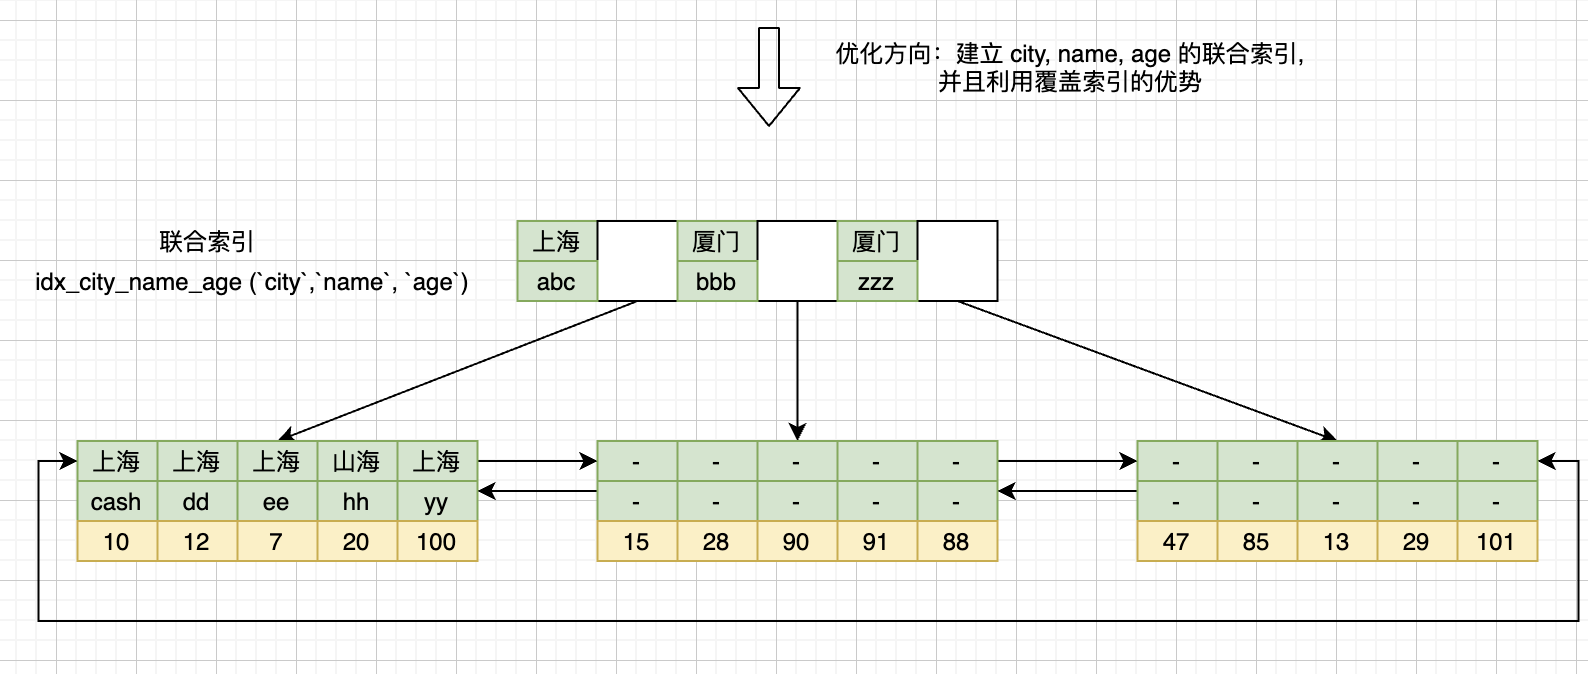 优化方向：建立 city, name, age 的联合索引,
并且利用覆盖索引的优势
联合索引
idx_city_name_age (`city`,`name`, `age`)
上海 厦门 厦门
abc bbb zzz
上海 上海 上海 山海 上海 - - - - - - - - - -
cash dd ee hh yy - - - - - - - - - -
10 12 7 20 100 15 28 90 91 88 47 85 13 29 101